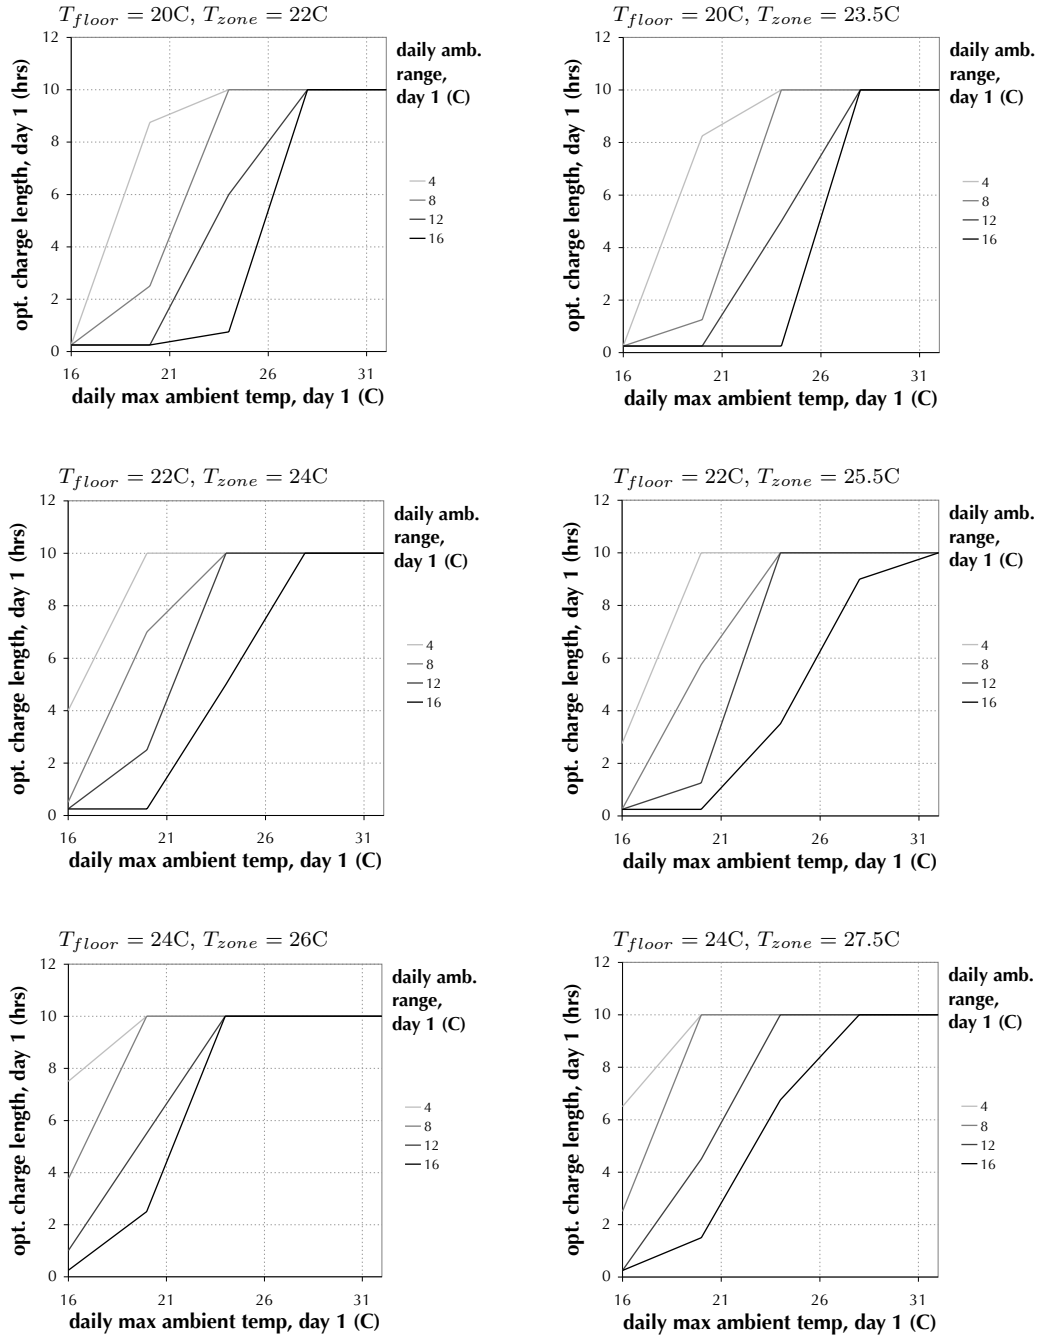 T_floor = 20C, T_zone = 22C
12
10
8
6
4
2
0
16
21
26
31
opt. charge length, day 1 (hrs)
daily max ambient temp, day 1 (C)
daily amb.
range,
day 1 (C)
4
8
12
16
T_floor = 20C, T_zone = 23.5C
12
10
8
6
4
2
0
16
21
26
31
opt. charge length, day 1 (hrs)
daily max ambient temp, day 1 (C)
daily amb.
range,
day 1 (C)
4
8
12
16
T_floor = 22C, T_zone = 24C
12
10
8
6
4
2
0
16
21
26
31
opt. charge length, day 1 (hrs)
daily max ambient temp, day 1 (C)
daily amb.
range,
day 1 (C)
4
8
12
16
T_floor = 22C, T_zone = 25.5C
12
10
8
6
4
2
0
16
21
26
31
opt. charge length, day 1 (hrs)
daily max ambient temp, day 1 (C)
daily amb.
range,
day 1 (C)
4
8
12
16
T_floor = 24C, T_zone = 26C
12
10
8
6
4
2
0
16
21
26
31
opt. charge length, day 1 (hrs)
daily max ambient temp, day 1 (C)
daily amb.
range,
day 1 (C)
4
8
12
16
T_floor = 24C, T_zone = 27.5C
12
10
8
6
4
2
0
16
21
26
31
opt. charge length, day 1 (hrs)
daily max ambient temp, day 1 (C)
daily amb.
range,
day 1 (C)
4
8
12
16